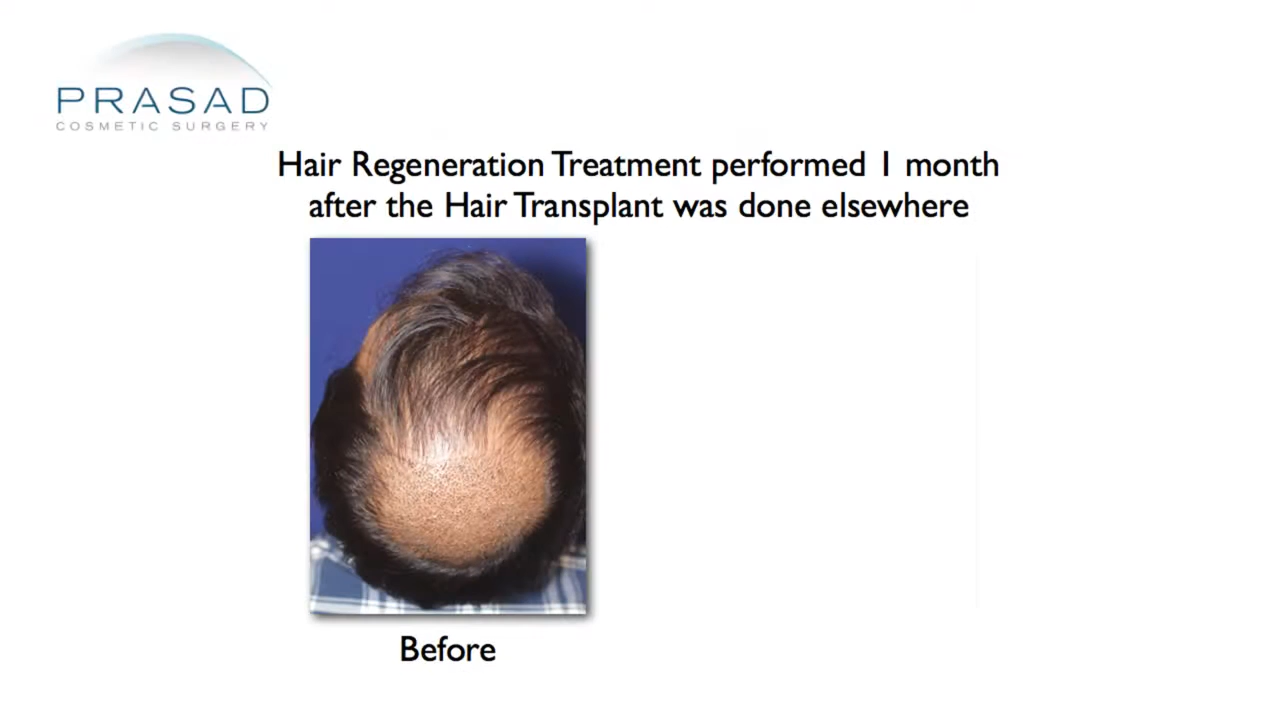 PRASAD
COSMETIC SURGERY
Hair Regeneration Treatment performed 1 month
after the Hair Transplant was done elsewhere
Before